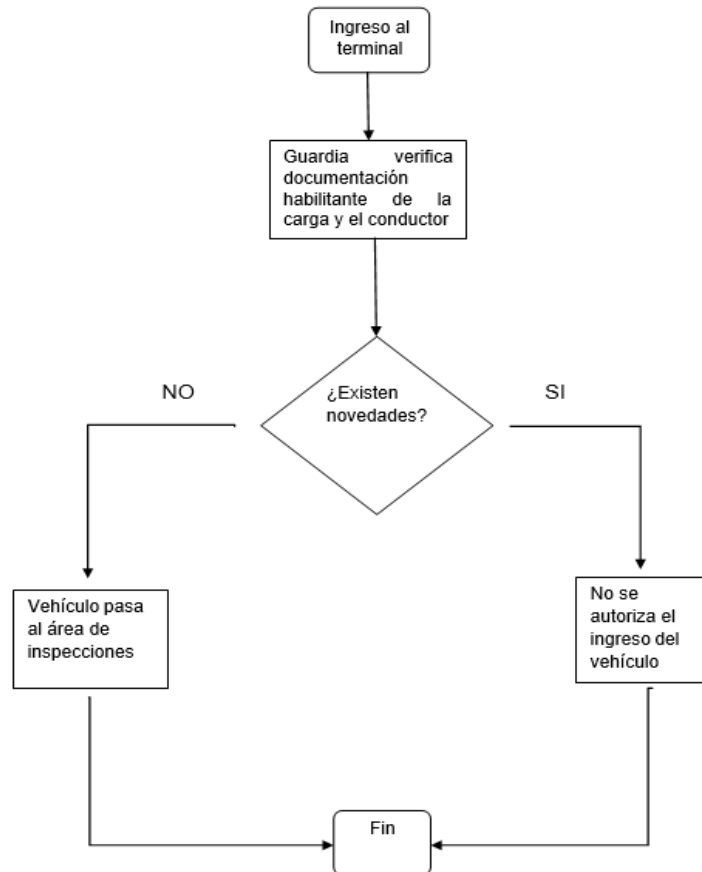 Ingreso al
terminal
Guardia verifica
documentación
habilitante de la
carga y el conductor
¿Existen
novedades?
NO
SI
Vehículo pasa
al área de
inspecciones
No se
autoriza el
ingreso del
vehículo
Fin